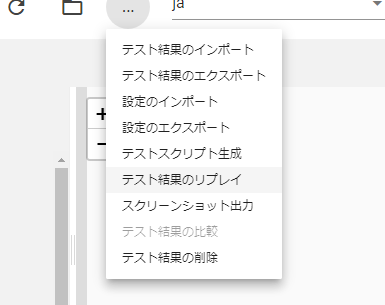 ...
ja
テスト結果のインポート
テスト結果のエクスポート
設定のインポート
設定のエクスポート
テストスクリプト生成
テスト結果のリプレイ
スクリーンショット出力
テスト結果の比較
テスト結果の削除